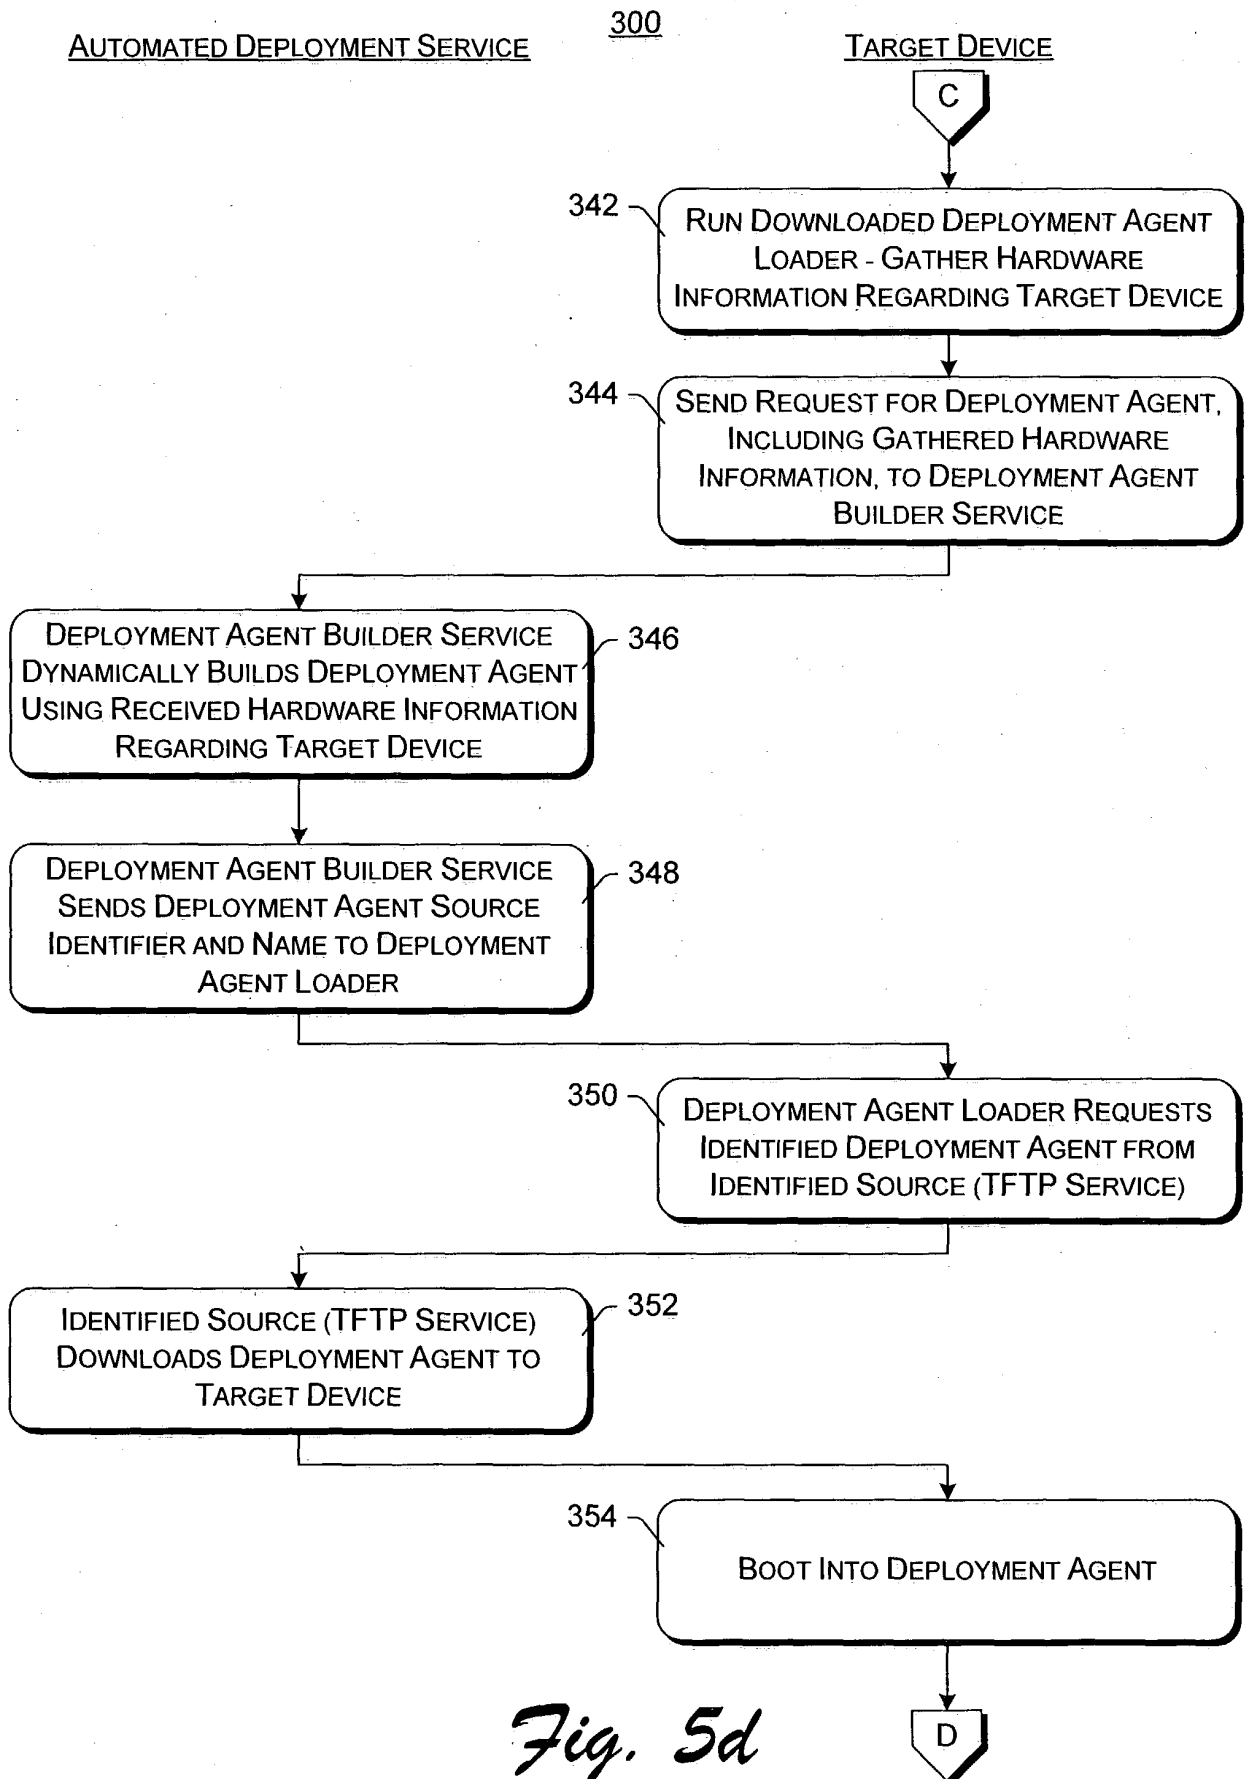 300
AUTOMATED DEPLOYMENT SERVICE
TARGET DEVICE
C
342
RUN DOWNLOADED DEPLOYMENT AGENT
LOADER - GATHER HARDWARE
INFORMATION REGARDING TARGET DEVICE
344
SEND REQUEST FOR DEPLOYMENT AGENT,
INCLUDING GATHERED HARDWARE
INFORMATION, TO DEPLOYMENT AGENT
BUILDER SERVICE
DEPLOYMENT AGENT BUILDER SERVICE
DYNAMICALLY BUILDS DEPLOYMENT AGENT
USING RECEIVED HARDWARE INFORMATION
REGARDING TARGET DEVICE
346
DEPLOYMENT AGENT BUILDER SERVICE
SENDS DEPLOYMENT AGENT SOURCE
IDENTIFIER AND NAME TO DEPLOYMENT
AGENT LOADER
348
350
DEPLOYMENT AGENT LOADER REQUESTS
IDENTIFIED DEPLOYMENT AGENT FROM
IDENTIFIED SOURCE (TFTP SERVICE)
IDENTIFIED SOURCE (TFTP SERVICE)
DOWNLOADS DEPLOYMENT AGENT TO
TARGET DEVICE
352
354
BOOT INTO DEPLOYMENT AGENT
D
Fig. 5d